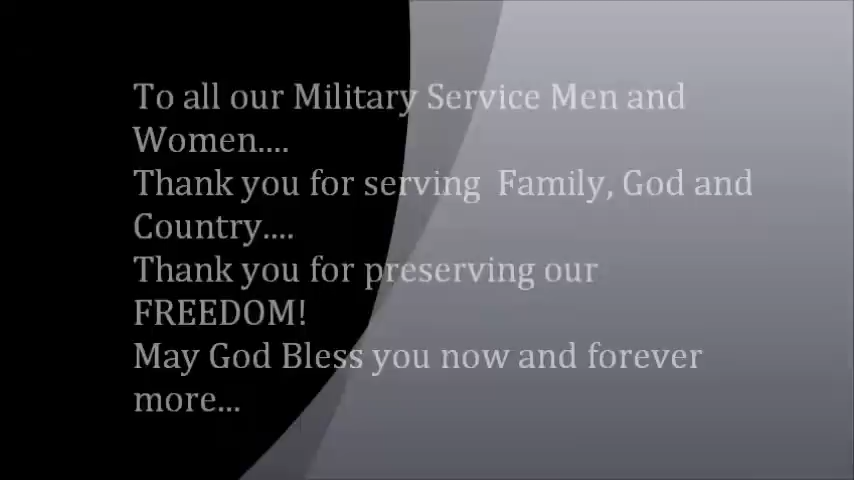 To all our Military Service Men and
Women....
Thank you for serving  Family, God and
Country....
Thank you for preserving our
FREEDOM!
May God Bless you now and forever
more...